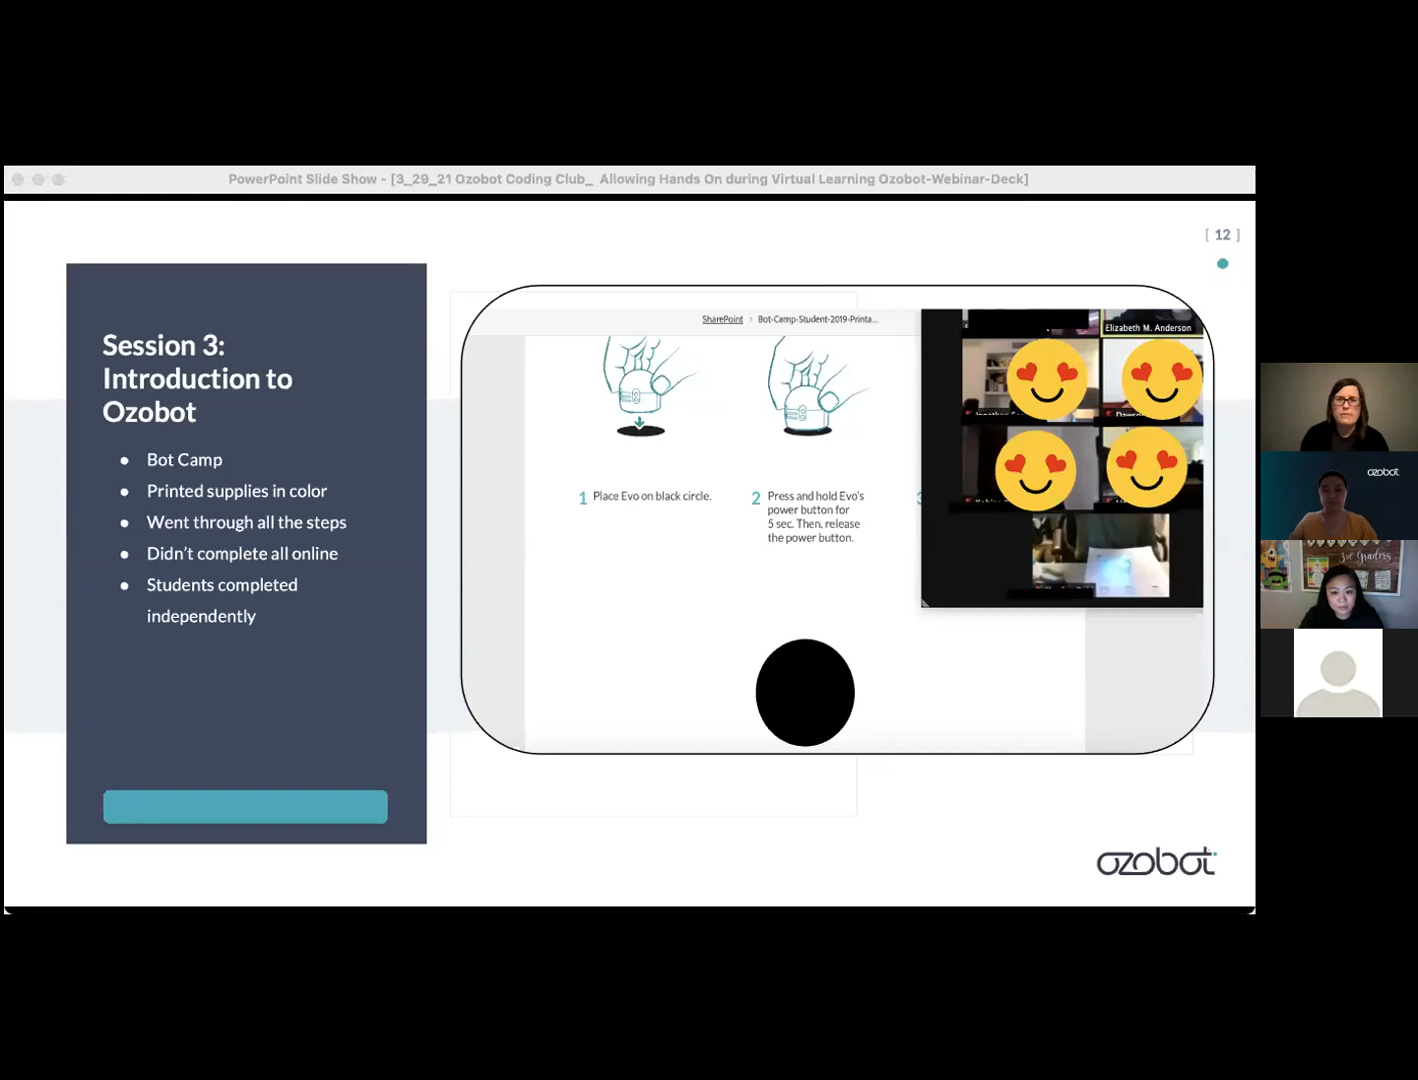 PowerPoint Slide Show - [3_29_21 Ozobot Coding Club_ Allowing Hands On during Virtual Learning Ozobot-Webinar-Deck]
[ 12 ]
Session 3:
Introduction to
Ozobot
● Bot Camp
● Printed supplies in color
● Went through all the steps
● Didn't complete all online
● Students completed
independently
SharePoint > Bot-Camp-Student-2019-Printa...
Elizabeth M. Anderson
1 Place Evo on black circle.
2 Press and hold Evo's
power button for
5 sec. Then, release
the power button.
3
ozobot
ozobot
3rd Graders